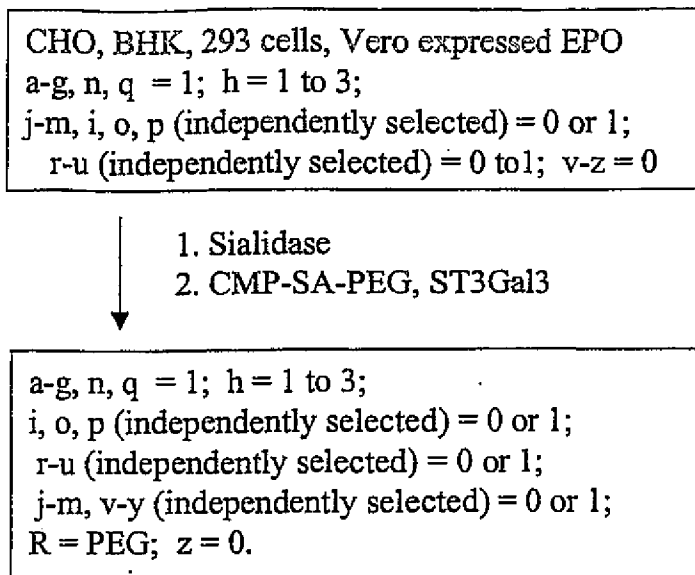 CHO, BHK, 293 cells, Vero expressed EPO
a-g, n, q = 1; h = 1 to 3;
j-m, i, o, p (independently selected) = 0 or 1;
r-u (independently selected) = 0 to1; v-z = 0
1. Sialidase
2. CMP-SA-PEG, ST3Gal3
a-g, n, q = 1; h = 1 to 3;
i, o, p (independently selected) = 0 or 1;
r-u (independently selected) = 0 or 1;
j-m, v-y (independently selected) = 0 or 1;
R = PEG; z = 0.